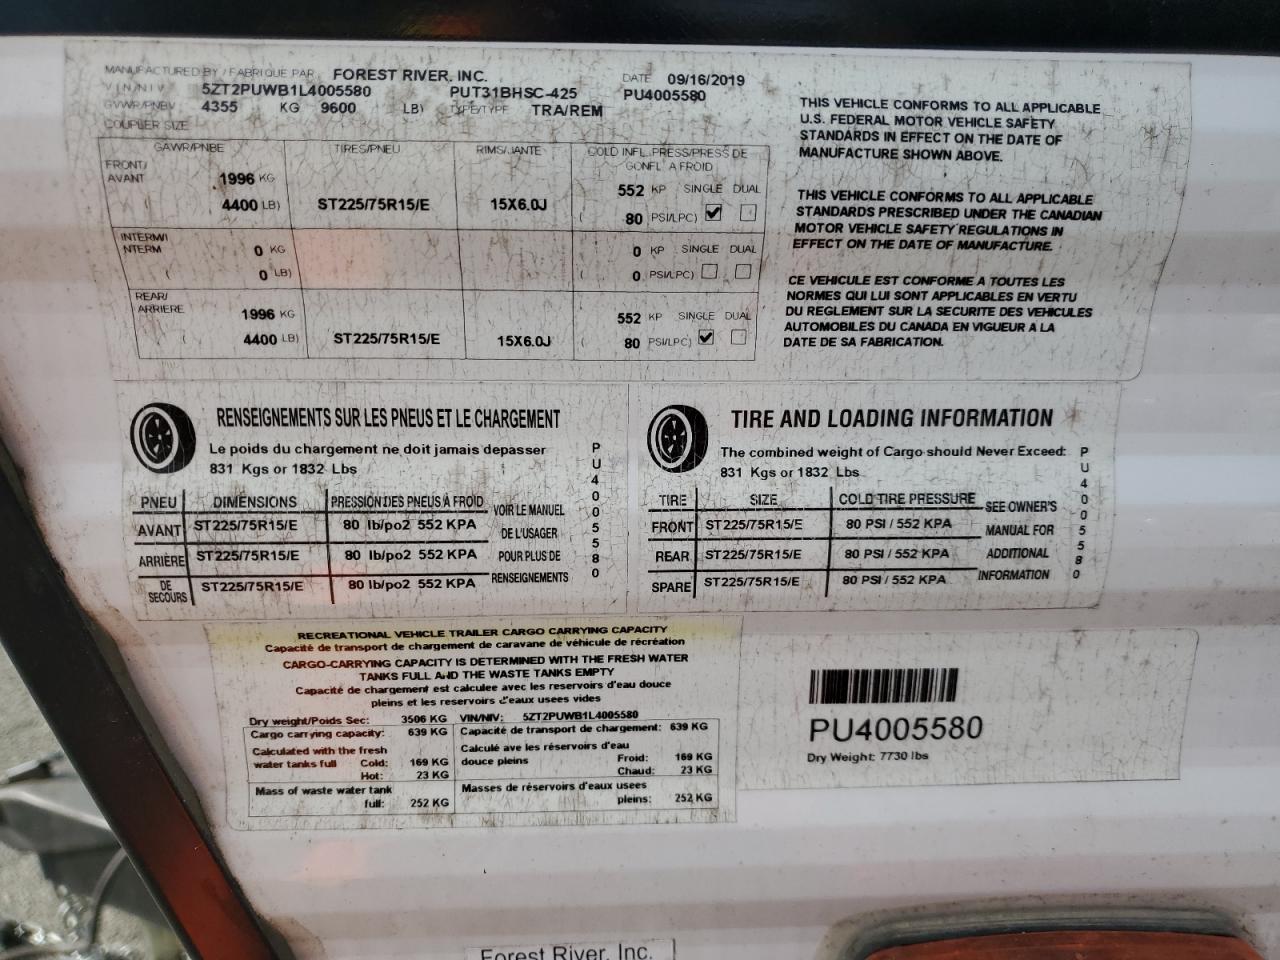 MANUFACTURED BY / FABRIQUE PAR FOREST RIVER, INC. DATE 09/16/2019
VIN/NIV 5ZT2PUWB1L4005580 PUT31BHSC-425 PU4005580
GVWR/PNBV 4355 KG 9600 LB) TYPE/TYPE TRA/REM
COUPLER SIZE
GAWR/PNBE TIRES/PNEU RIMS/JANTE COLD INFL. PRESS/PRESS DE
GONFL A FROID
FRONT/
AVANT 1996 KG 552 KP SINGLE DUAL
4400 LB) ST225/75R15/E 15X6.0J ( 80 PSI/LPC)
INTERM/
INTERM 0 KG 0 KP SINGLE DUAL
( 0 LB) ( 0 PSI/LPC)
REAR/
ARRIERE 1996 KG 552 KP SINGLE DUAL
( 4400 LB) ST225/75R15/E 15X6.0J ( 80 PSI/LPC)
THIS VEHICLE CONFORMS TO ALL APPLICABLE
U.S. FEDERAL MOTOR VEHICLE SAFETY
STANDARDS IN EFFECT ON THE DATE OF
MANUFACTURE SHOWN ABOVE.
THIS VEHICLE CONFORMS TO ALL APPLICABLE
STANDARDS PRESCRIBED UNDER THE CANADIAN
MOTOR VEHICLE SAFETY REGULATIONS IN
EFFECT ON THE DATE OF MANUFACTURE.
CE VEHICULE EST CONFORME A TOUTES LES
NORMES QUI LUI SONT APPLICABLES EN VERTU
DU REGLEMENT SUR LA SECURITE DES VEHICULES
AUTOMOBILES DU CANADA EN VIGUEUR A LA
DATE DE SA FABRICATION.
RENSEIGNEMENTS SUR LES PNEUS ET LE CHARGEMENT
Le poids du chargement ne doit jamais depasser
831 Kgs or 1832 Lbs
PNEU DIMENSIONS PRESSION DES PNEUS A FROID
AVANT ST225/75R15/E 80 lb/po2 552 KPA
ARRIÈRE ST225/75R15/E 80 lb/po2 552 KPA
DE
SECOURS ST225/75R15/E 80 lb/po2 552 KPA
VOIR LE MANUEL
DE L'USAGER
POUR PLUS DE
RENSEIGNEMENTS
PU4005580
TIRE AND LOADING INFORMATION
The combined weight of Cargo should Never Exceed:
831 Kgs or 1832 Lbs
TIRE SIZE COLD TIRE PRESSURE
FRONT ST225/75R15/E 80 PSI / 552 KPA
REAR ST225/75R15/E 80 PSI / 552 KPA
SPARE ST225/75R15/E 80 PSI / 552 KPA
SEE OWNER'S
MANUAL FOR
ADDITIONAL
INFORMATION
PU4005580
RECREATIONAL VEHICLE TRAILER CARGO CARRYING CAPACITY
Capacité de transport de chargement de caravane de véhicule de récréation
CARGO-CARRYING CAPACITY IS DETERMINED WITH THE FRESH WATER
TANKS FULL AND THE WASTE TANKS EMPTY
Capacité de chargement est calculee avec les reservoirs d'eau douce
pleins et les reservoirs d'eaux usees vides
Dry weight/Poids Sec: 3506 KG VIN/NIV: 5ZT2PUWB1L4005580
Cargo carrying capacity: 639 KG Capacité de transport de chargement: 639 KG
Calculated with the fresh Calculé ave les réservoirs d'eau
water tanks full Cold: 169 KG douce pleins Froid: 169 KG
Hot: 23 KG Chaud: 23 KG
Mass of waste water tank Masses de réservoirs d'eaux usees
full: 252 KG pleins: 252 KG
PU4005580
Dry Weight: 7730 lbs
Forest River, Inc.